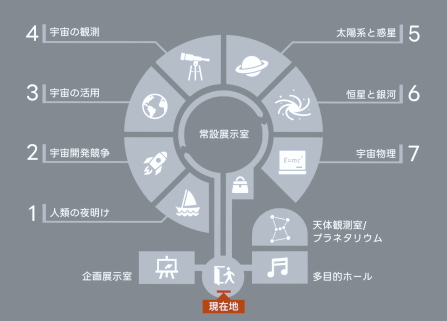 4 宇宙の観測
太陽系と惑星 5
3 宇宙の活用
恒星と銀河 6
常設展示室
2 宇宙開発競争
E=mc²
宇宙物理 7
1 人類の夜明け
天体観測室/
プラネタリウム
企画展示室
多目的ホール
現在地